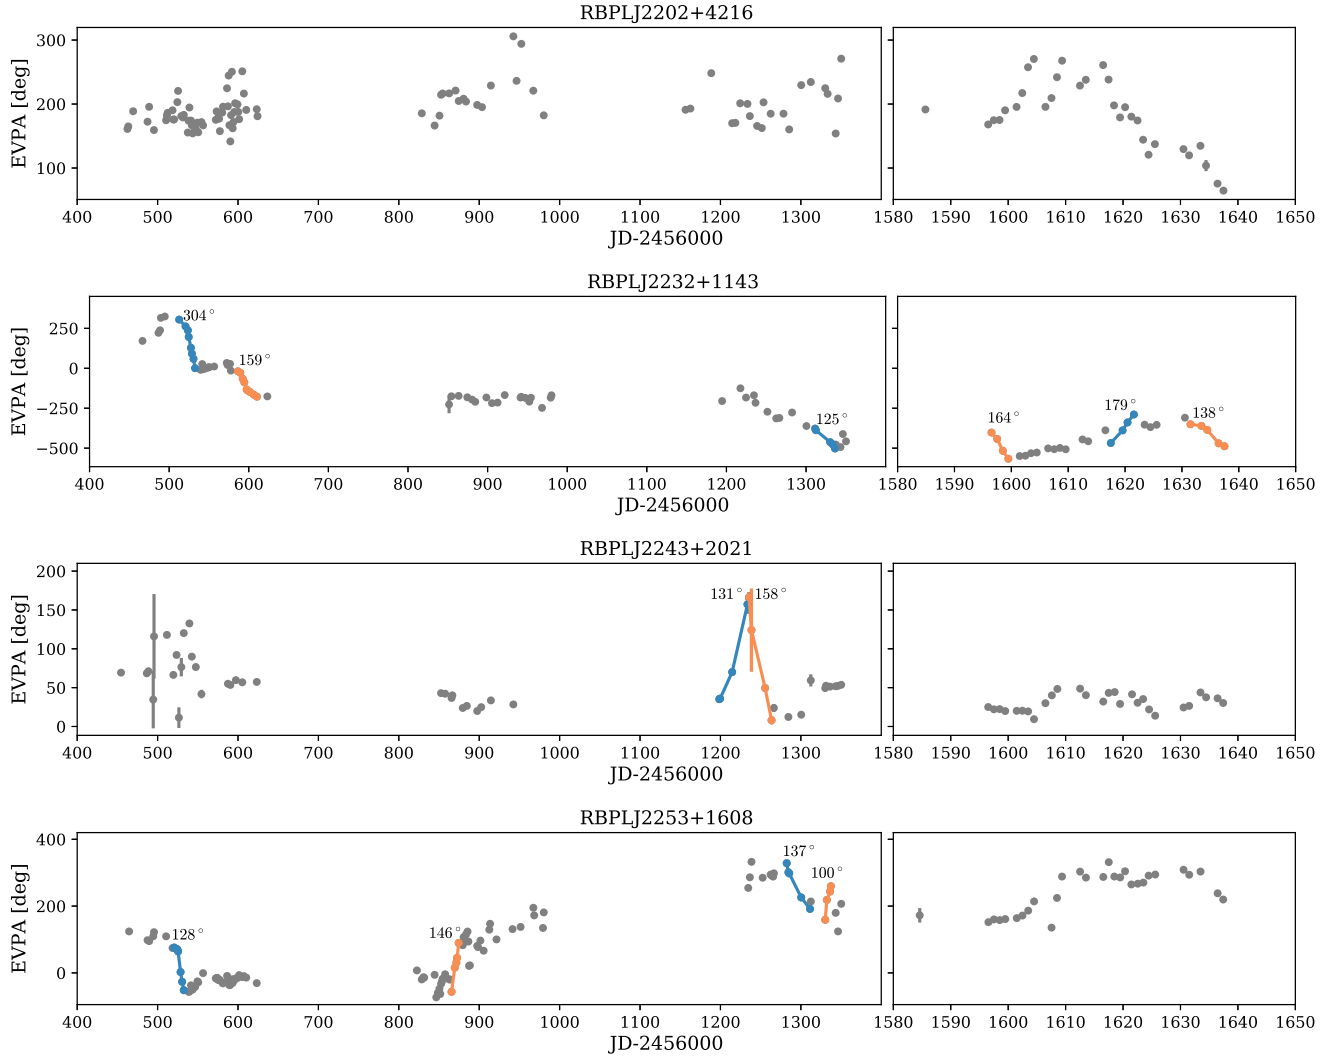 RBPLJ2202+4216
EVPA [deg]
300
200
100
400 500 600 700 800 900 1000 1100 1200 1300 1580 1590 1600 1610 1620 1630 1640 1650
JD-2456000
RBPLJ2232+1143
EVPA [deg]
250
0
−250
−500
304° 159° 125° 164° 179° 138°
400 500 600 700 800 900 1000 1100 1200 1300 1580 1590 1600 1610 1620 1630 1640 1650
JD-2456000
RBPLJ2243+2021
EVPA [deg]
200
150
100
50
0
131° 158°
400 500 600 700 800 900 1000 1100 1200 1300 1580 1590 1600 1610 1620 1630 1640 1650
JD-2456000
RBPLJ2253+1608
EVPA [deg]
400
200
0
128° 146° 137° 100°
400 500 600 700 800 900 1000 1100 1200 1300 1580 1590 1600 1610 1620 1630 1640 1650
JD-2456000